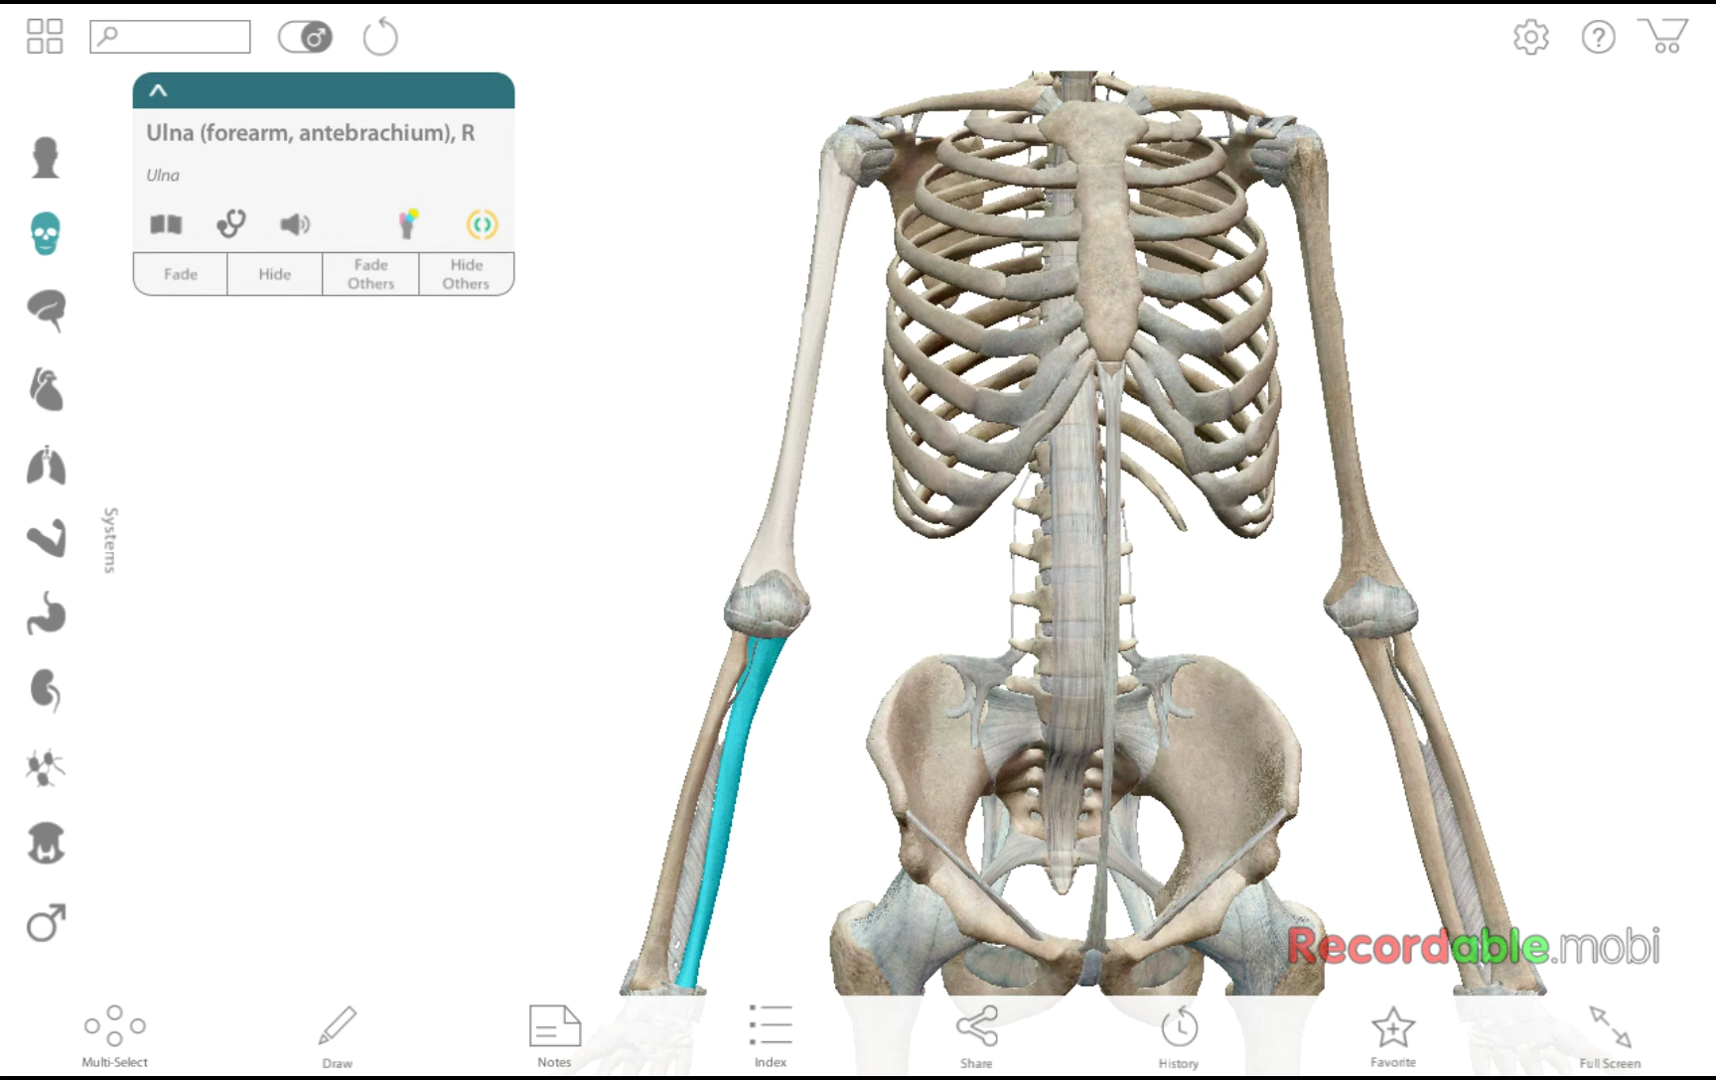 Ulna (forearm, antebrachium), R
Ulna
Fade
Hide
Fade
Others
Hide
Others
Systems
Recordable.mobi
Multi-Select
Draw
Notes
Index
Share
History
Favorite
Full Screen